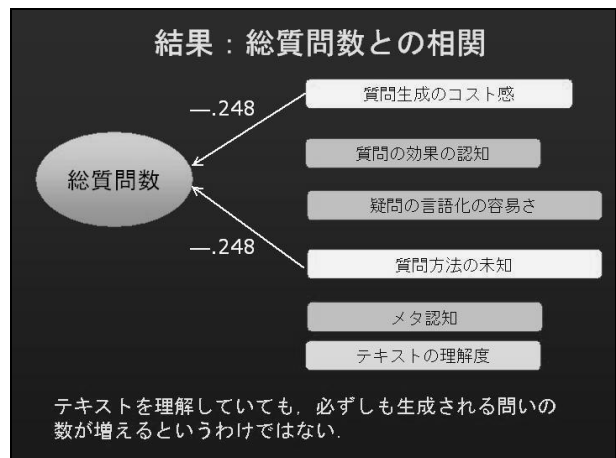 結果：総質問数との相関
質問生成のコスト感
―.248
質問の効果の認知
総質問数
疑問の言語化の容易さ
―.248
質問方法の未知
メタ認知
テキストの理解度
テキストを理解していても，必ずしも生成される問いの
数が増えるというわけではない．